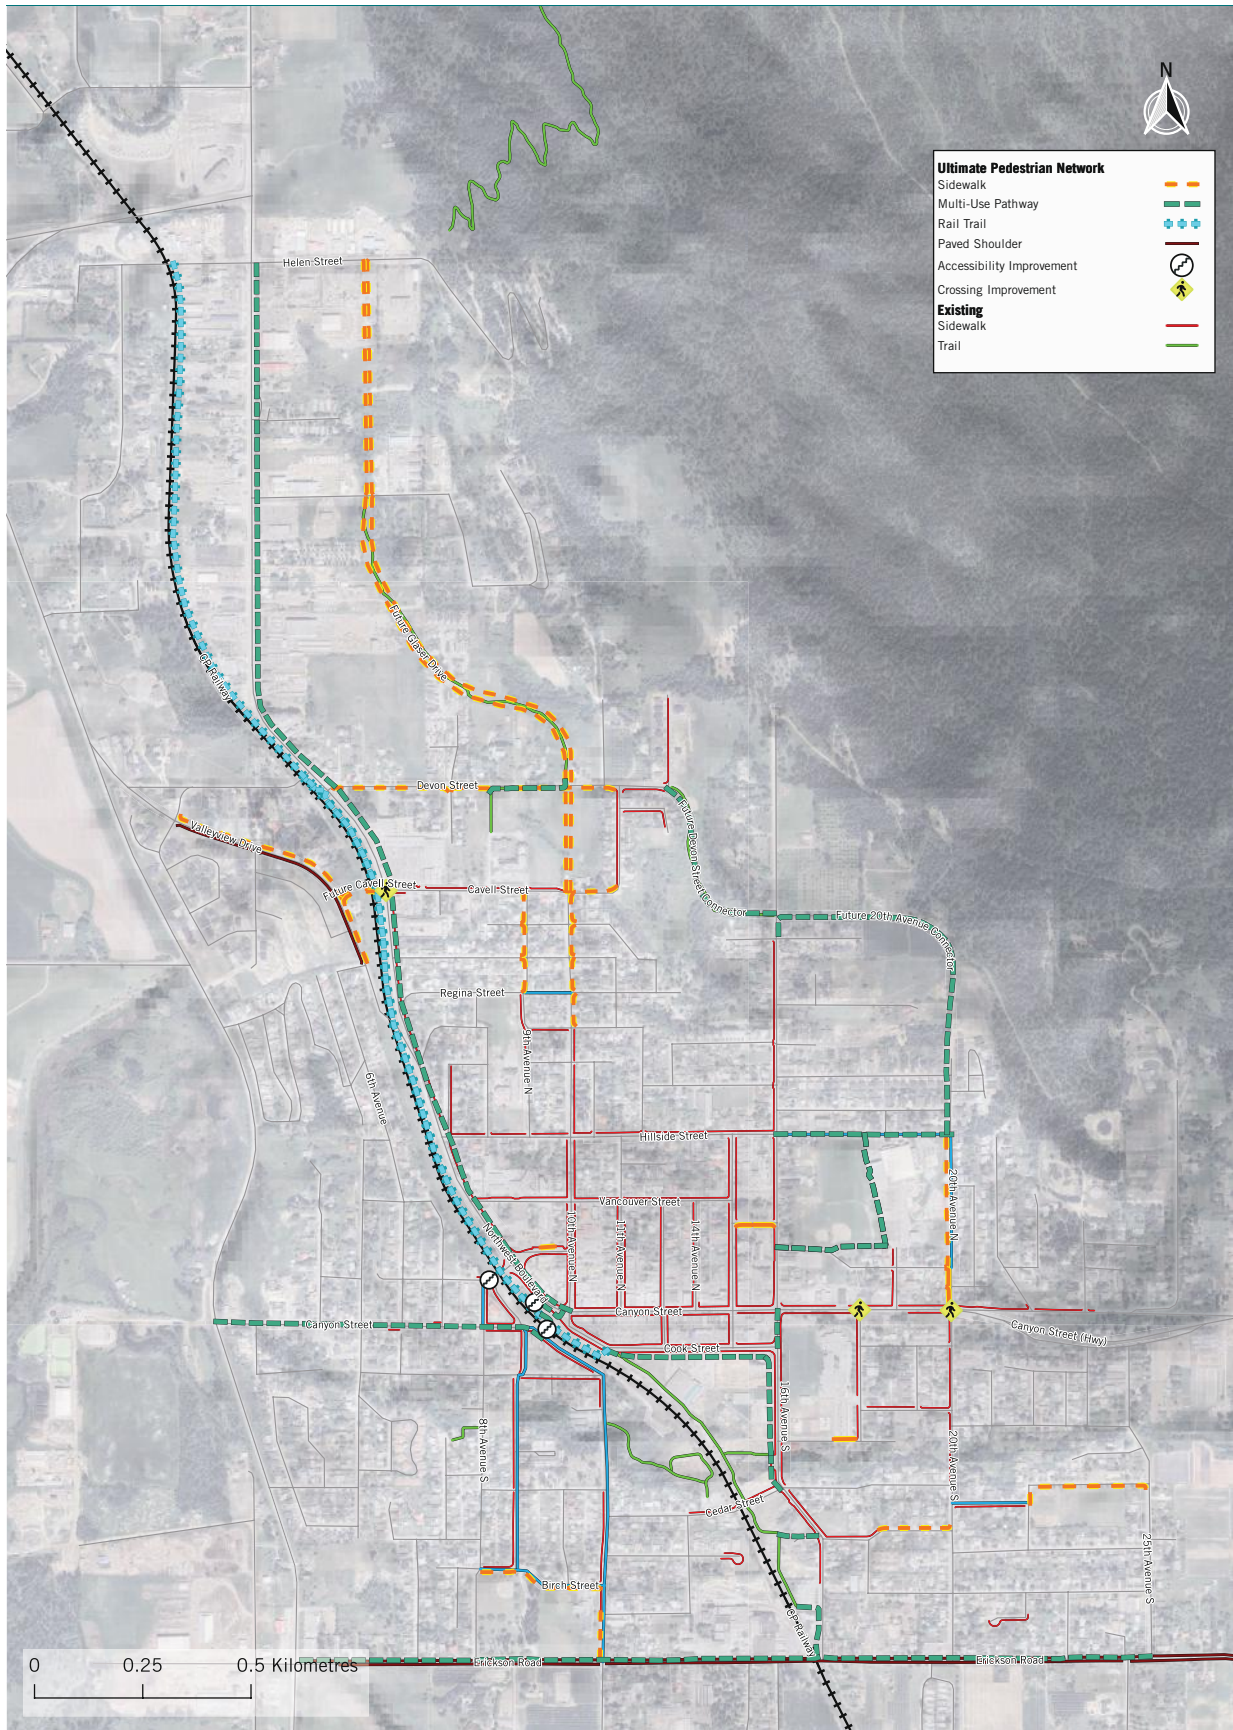 N
Ultimate Pedestrian Network
Sidewalk
Multi-Use Pathway
Rail Trail
Paved Shoulder
Accessibility Improvement
Crossing Improvement
Existing
Sidewalk
Trail
Helen Street
Future Glaser Drive
CP Railway
Devon Street
Valleyview Drive
Future Devon Street Connector
Future Cavell Street
Cavell Street
Future 20th Avenue Connector
Regina Street
9th Avenue N
6th Avenue
Hillside Street
20th Avenue N
Vancouver Street
10th Avenue N
11th Avenue N
14th Avenue N
Northwest Boulevard
Canyon Street
Canyon Street
Canyon Street (Hwy)
Cook Street
16th Avenue S
8th Avenue S
20th Avenue S
Cedar Street
25th Avenue S
Birch Street
CP Railway
Erickson Road
Erickson Road
0 0.25 0.5 Kilometres